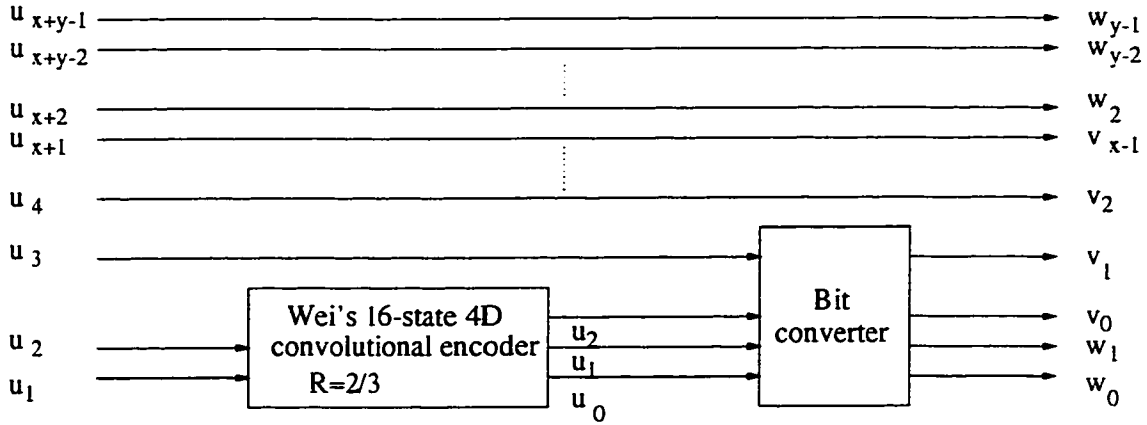 u x+y-1 w y-1
u x+y-2 w y-2
u x+2 w 2
u x+1 v x-1
u 4 v 2
u 3 v 1
Wei's 16-state 4D
convolutional encoder
R=2/3
Bit
converter
u 2 u 2 v 0
u 1 u 1 w 1
u 0 w 0